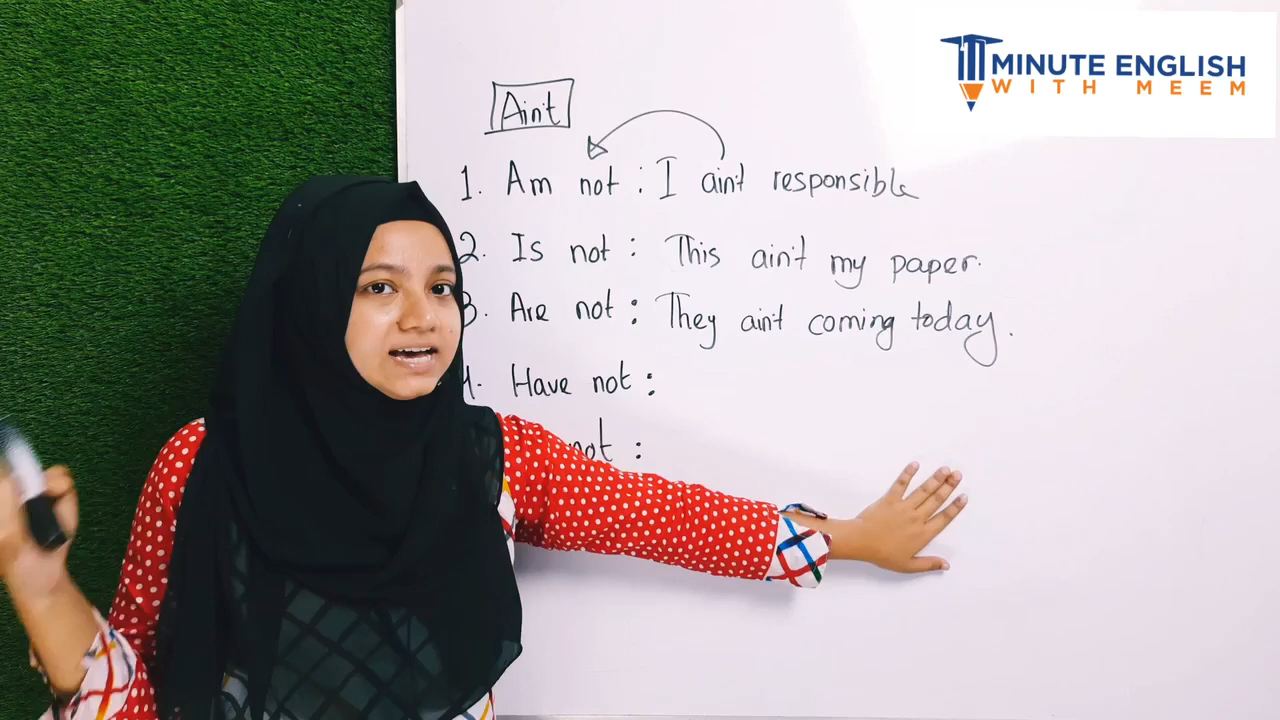 MINUTE ENGLISH
WITH MEEM
Ain't
1. Am not : I ain't responsible
2. Is not : This ain't my paper.
3. Are not : They ain't coming today.
4. Have not :
not :